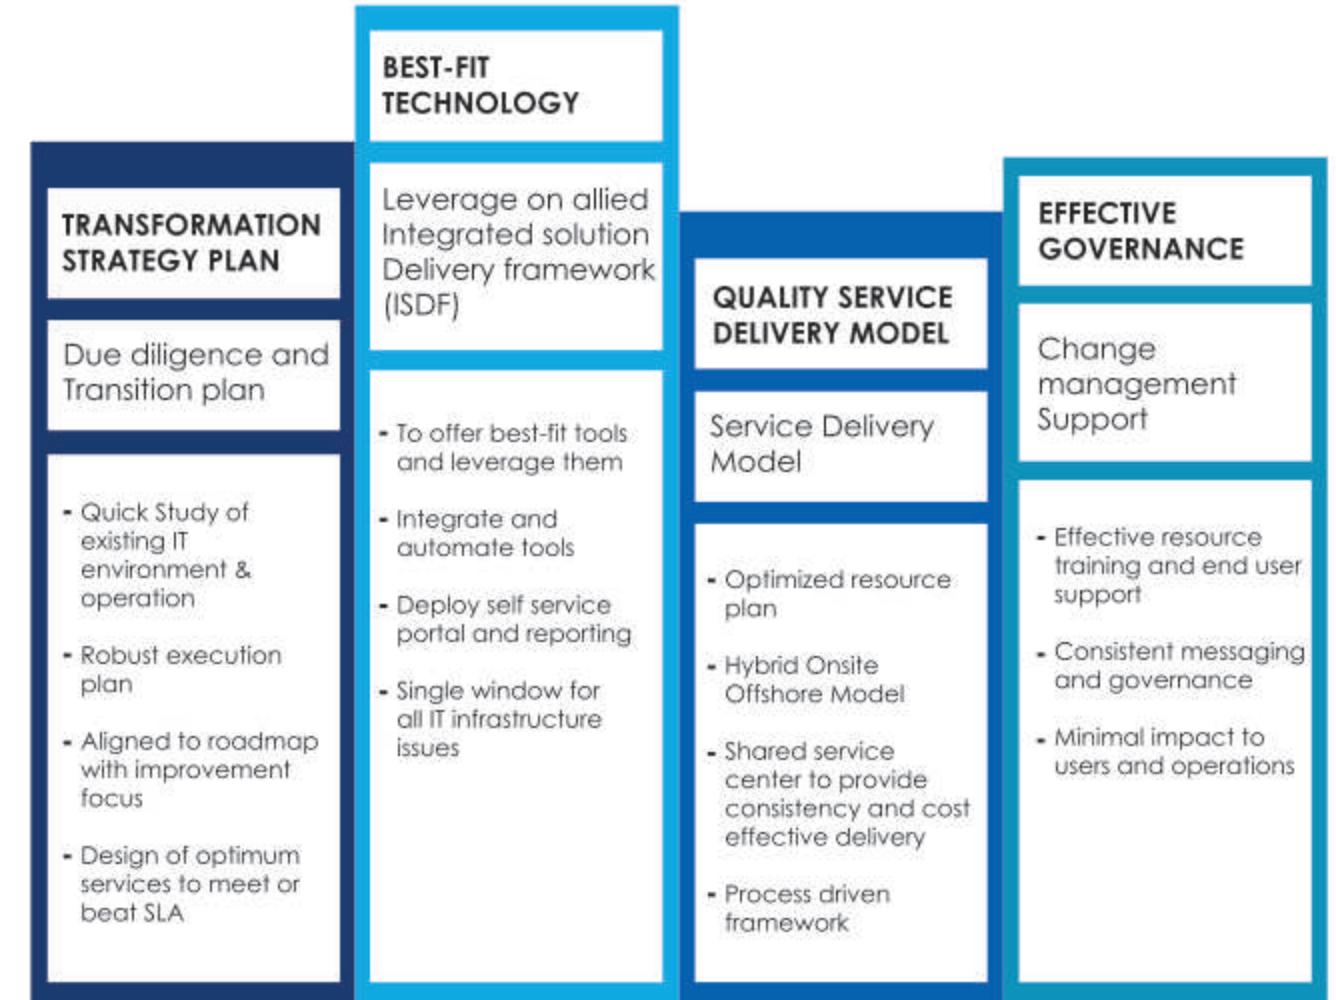 TRANSFORMATION
STRATEGY PLAN
Due diligence and
Transition plan
- Quick Study of
existing IT
environment &
operation
- Robust execution
plan
- Aligned to roadmap
with improvement
focus
- Design of optimum
services to meet or
beat SLA
BEST-FIT
TECHNOLOGY
Leverage on allied
Integrated solution
Delivery framework
(ISDF)
- To offer best-fit tools
and leverage them
- Integrate and
automate tools
- Deploy self service
portal and reporting
- Single window for
all IT infrastructure
issues
QUALITY SERVICE
DELIVERY MODEL
Service Delivery
Model
- Optimized resource
plan
- Hybrid Onsite
Offshore Model
- Shared service
center to provide
consistency and cost
effective delivery
- Process driven
framework
EFFECTIVE
GOVERNANCE
Change
management
Support
- Effective resource
training and end user
support
- Consistent messaging
and governance
- Minimal impact to
users and operations